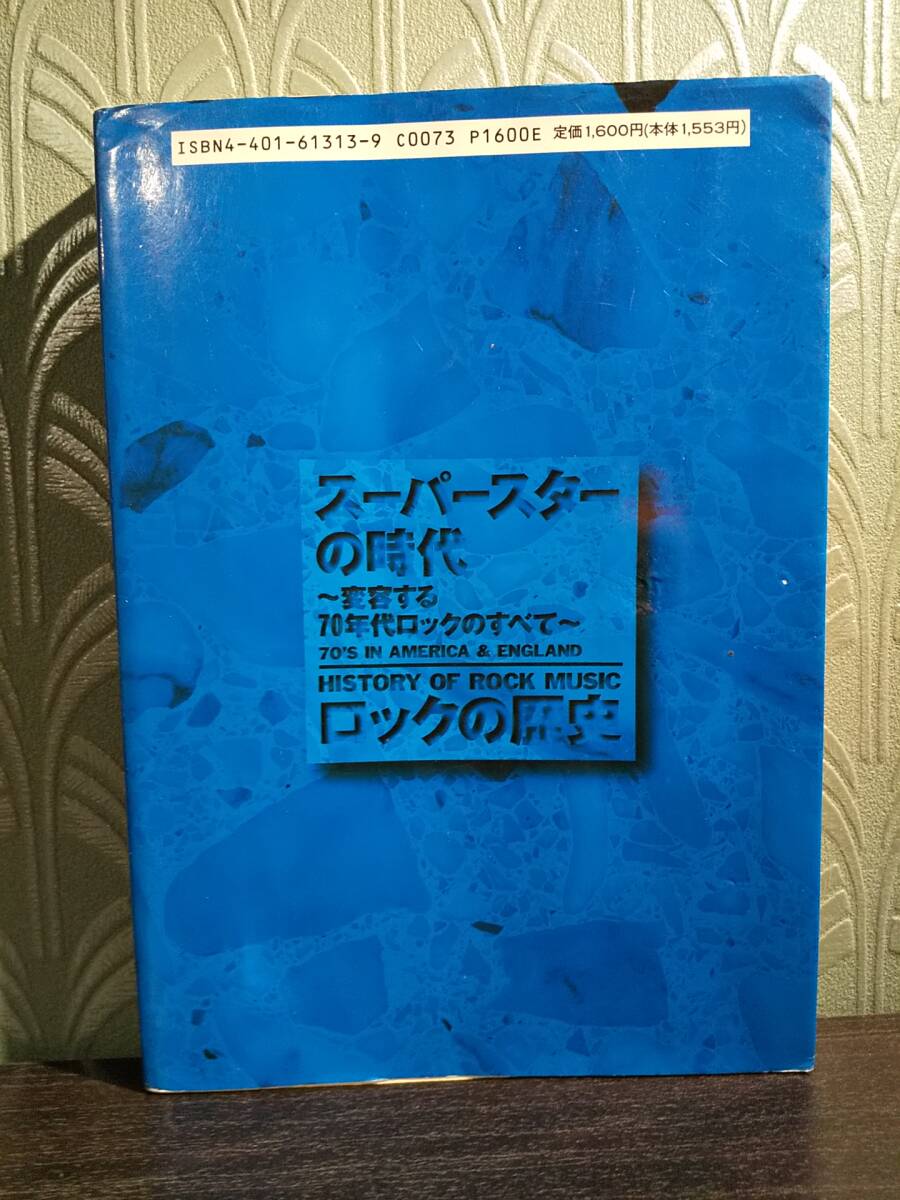 ISBN4-401-61313-9 C0073 P1600E 定価1,600円(本体1,553円)
スーパースター
の時代
～変容する
70年代ロックのすべて～
70'S IN AMERICA & ENGLAND
HISTORY OF ROCK MUSIC
ロックの歴史